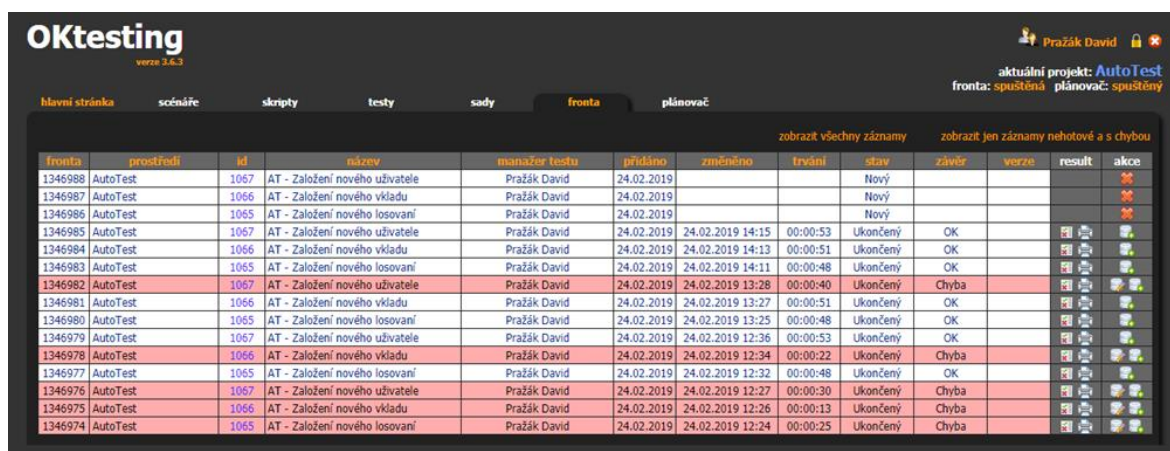 OKtesting
verze 3.6.3
Pražák David
aktuální projekt: AutoTest
fronta: spuštěná plánovač: spuštěný
hlavní stránka scénáře skripty testy sady fronta plánovač
zobrazit všechny záznamy zobrazit jen záznamy nehotové a s chybou
fronta prostředí id název manažer testu přidáno změněno trvání stav závěr verze result akce
1346988 AutoTest 1067 AT - Založení nového uživatele Pražák David 24.02.2019 Nový
1346987 AutoTest 1066 AT - Založení nového vkladu Pražák David 24.02.2019 Nový
1346986 AutoTest 1065 AT - Založení nového losovaní Pražák David 24.02.2019 Nový
1346985 AutoTest 1067 AT - Založení nového uživatele Pražák David 24.02.2019 24.02.2019 14:15 00:00:53 Ukončený OK
1346984 AutoTest 1066 AT - Založení nového vkladu Pražák David 24.02.2019 24.02.2019 14:13 00:00:51 Ukončený OK
1346983 AutoTest 1065 AT - Založení nového losovaní Pražák David 24.02.2019 24.02.2019 14:11 00:00:48 Ukončený OK
1346982 AutoTest 1067 AT - Založení nového uživatele Pražák David 24.02.2019 24.02.2019 13:28 00:00:40 Ukončený Chyba
1346981 AutoTest 1066 AT - Založení nového vkladu Pražák David 24.02.2019 24.02.2019 13:27 00:00:51 Ukončený OK
1346980 AutoTest 1065 AT - Založení nového losovaní Pražák David 24.02.2019 24.02.2019 13:25 00:00:48 Ukončený OK
1346979 AutoTest 1067 AT - Založení nového uživatele Pražák David 24.02.2019 24.02.2019 12:36 00:00:53 Ukončený OK
1346978 AutoTest 1066 AT - Založení nového vkladu Pražák David 24.02.2019 24.02.2019 12:34 00:00:22 Ukončený Chyba
1346977 AutoTest 1065 AT - Založení nového losovaní Pražák David 24.02.2019 24.02.2019 12:32 00:00:48 Ukončený OK
1346976 AutoTest 1067 AT - Založení nového uživatele Pražák David 24.02.2019 24.02.2019 12:27 00:00:30 Ukončený Chyba
1346975 AutoTest 1066 AT - Založení nového vkladu Pražák David 24.02.2019 24.02.2019 12:26 00:00:13 Ukončený Chyba
1346974 AutoTest 1065 AT - Založení nového losovaní Pražák David 24.02.2019 24.02.2019 12:24 00:00:25 Ukončený Chyba